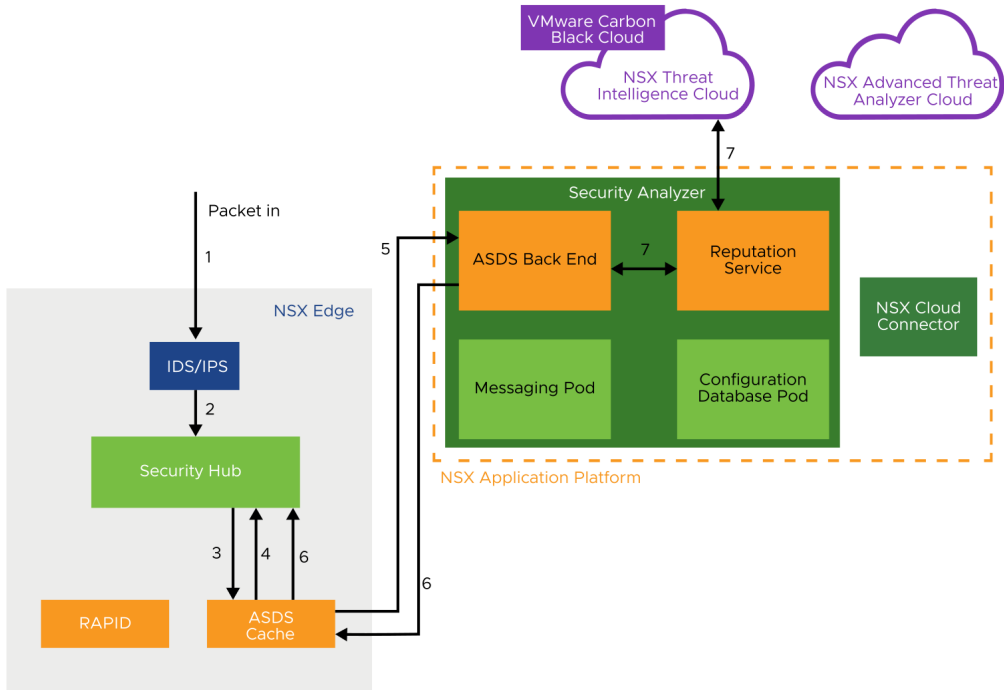 VMware Carbon
Black Cloud
NSX Threat
Intelligence Cloud
NSX Advanced Threat
Analyzer Cloud
7
Security Analyzer
Packet in
1
5
ASDS Back End
7
Reputation
Service
NSX Edge
NSX Cloud
Connector
IDS/IPS
2
Messaging Pod
Configuration
Database Pod
Security Hub
NSX Application Platform
3
4
6
6
RAPID
ASDS
Cache